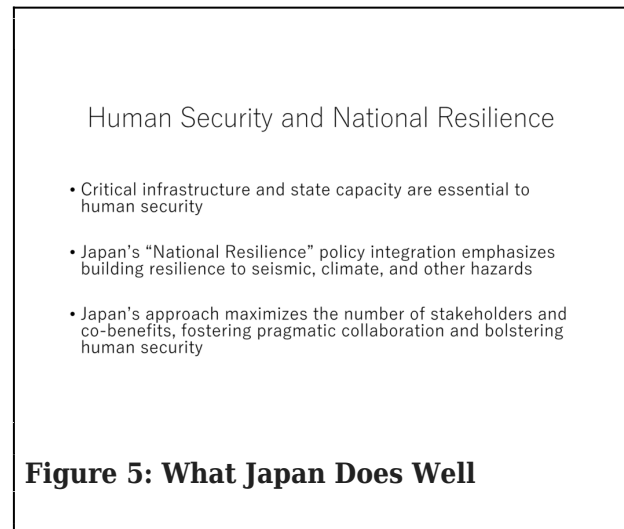 Human Security and National Resilience
• Critical infrastructure and state capacity are essential to
human security
• Japan's “National Resilience” policy integration emphasizes
building resilience to seismic, climate, and other hazards
• Japan's approach maximizes the number of stakeholders and
co-benefits, fostering pragmatic collaboration and bolstering
human security
Figure 5: What Japan Does Well